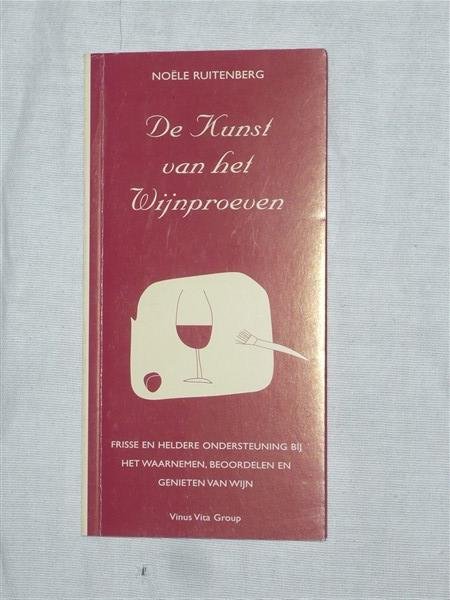 NOËLE RUITENBERG
De Kunst
van het
Wijnproeven
FRISSE EN HELDERE ONDERSTEUNING BIJ
HET WAARNEMEN, BEOORDELEN EN
GENIETEN VAN WIJN
Vinus Vita Group